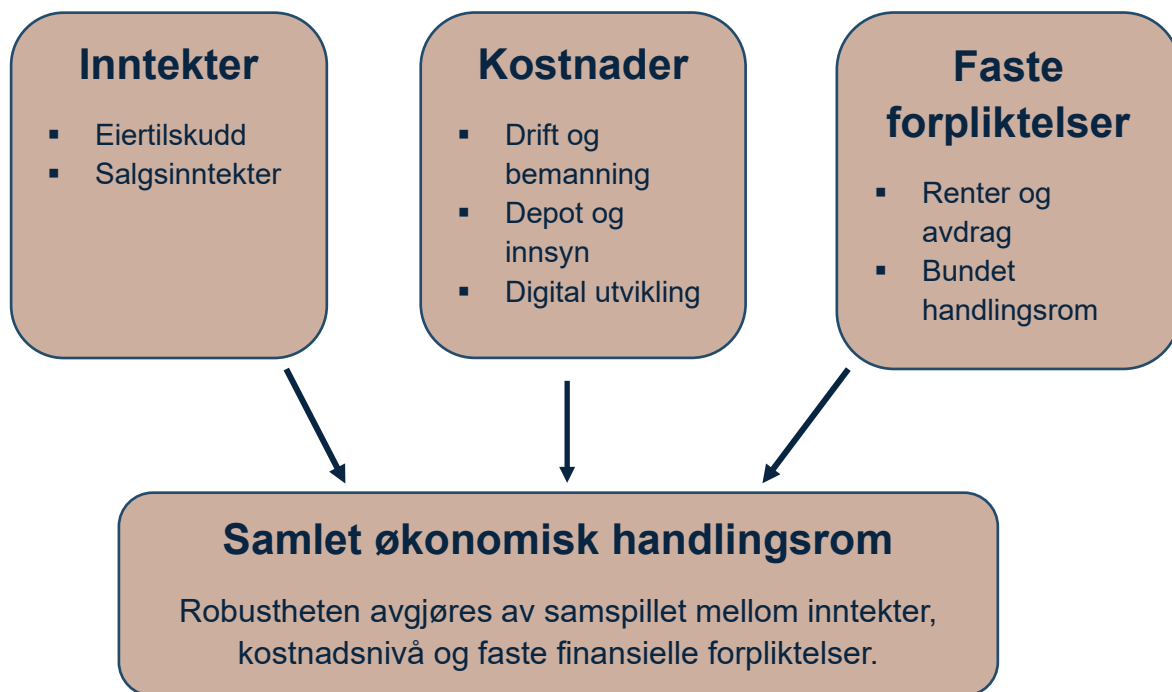 Inntekter
▪ Eiertilskudd
▪ Salgsinntekter
Kostnader
▪ Drift og
bemanning
▪ Depot og
innsyn
▪ Digital utvikling
Faste
forpliktelser
▪ Renter og
avdrag
▪ Bundet
handlingsrom
Samlet økonomisk handlingsrom
Robustheten avgjøres av samspillet mellom inntekter,
kostnadsnivå og faste finansielle forpliktelser.